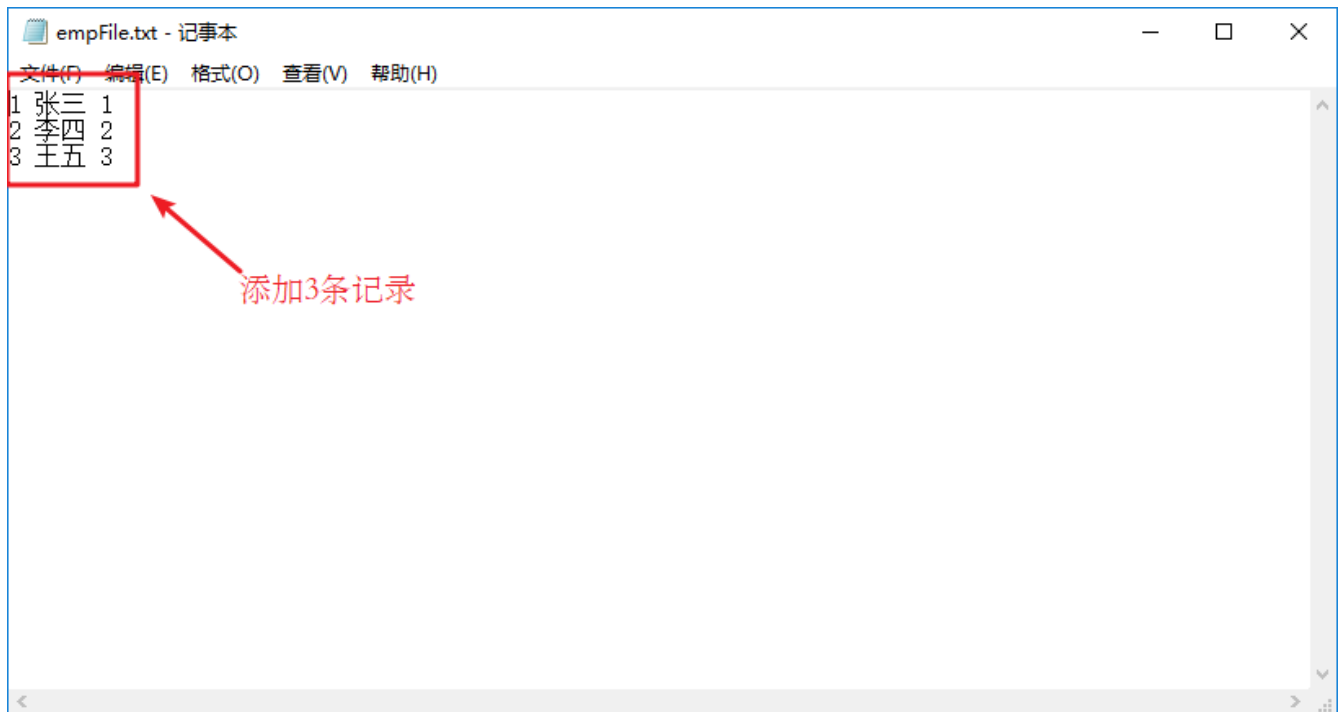 empFile.txt - 记事本
文件(F) 编辑(E) 格式(O) 查看(V) 帮助(H)
1 张三 1
2 李四 2
3 王五 3
添加3条记录